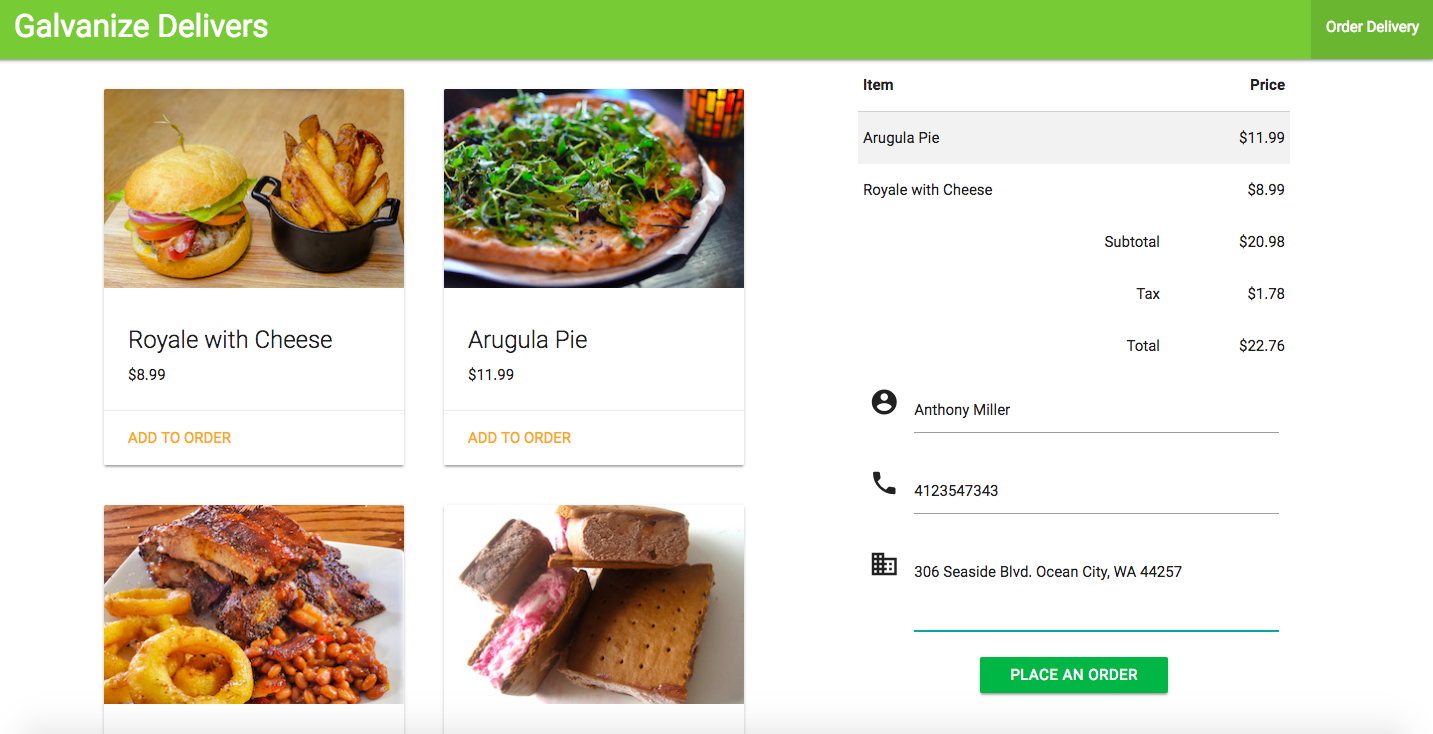 Galvanize Delivers
Order Delivery
Royale with Cheese
$8.99
ADD TO ORDER
Arugula Pie
$11.99
ADD TO ORDER
Item Price
Arugula Pie $11.99
Royale with Cheese $8.99
Subtotal $20.98
Tax $1.78
Total $22.76
Anthony Miller
4123547343
306 Seaside Blvd. Ocean City, WA 44257
PLACE AN ORDER